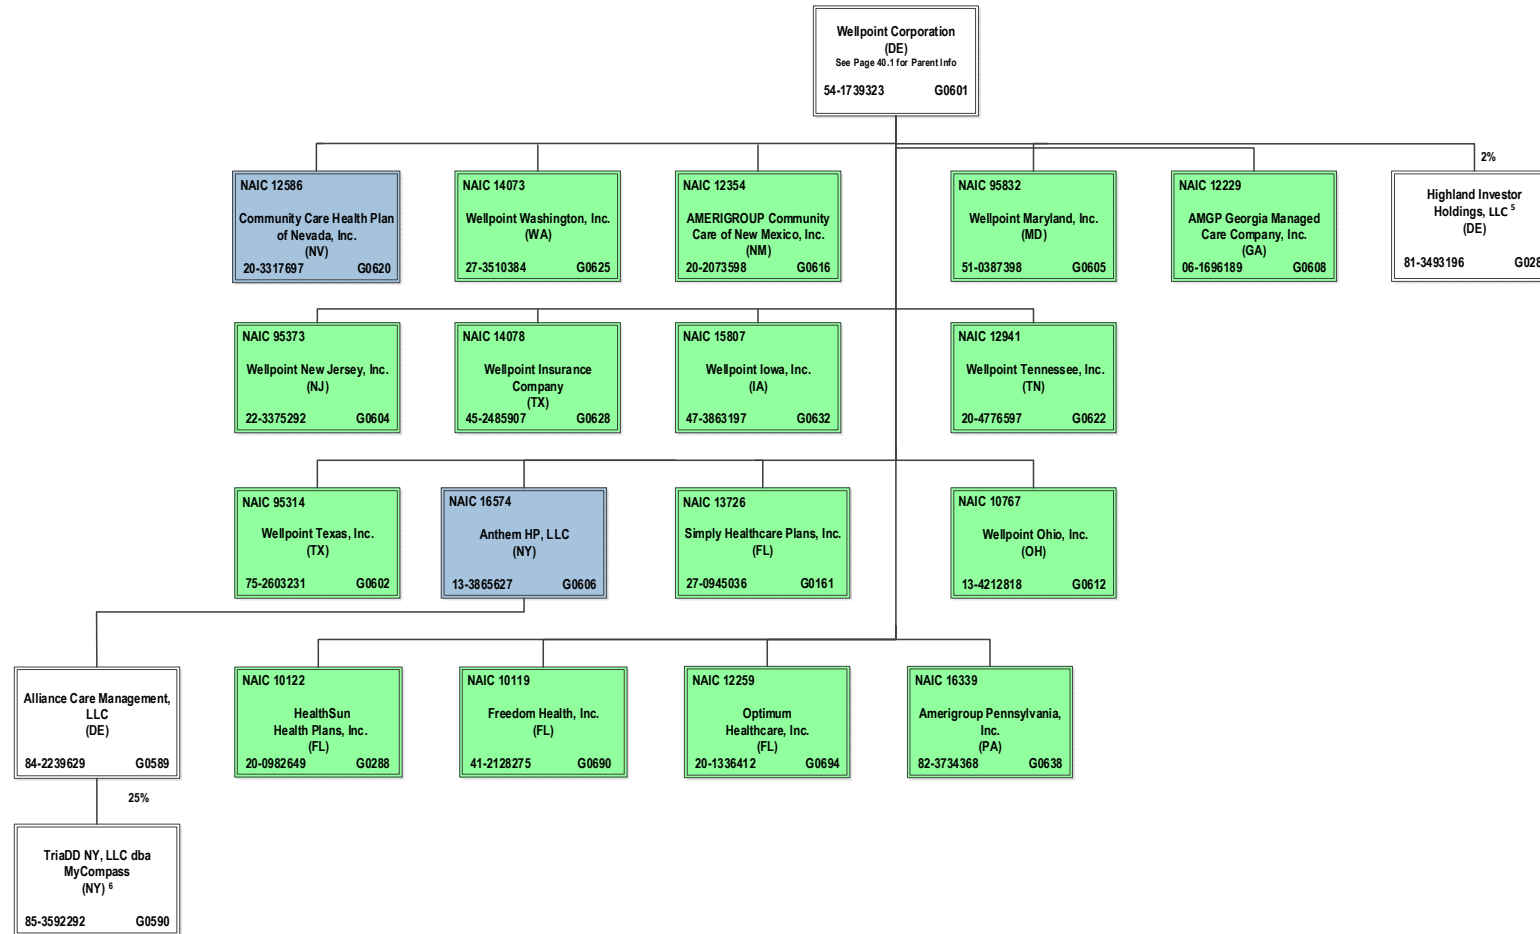 Wellpoint Corporation
(DE)
See Page 40.1 for Parent Info
54-1739323 G0601
2%
NAIC 12586
Community Care Health Plan
of Nevada, Inc.
(NV)
20-3317697 G0620
NAIC 14073
Wellpoint Washington, Inc.
(WA)
27-3510384 G0625
NAIC 12354
AMERIGROUP Community
Care of New Mexico, Inc.
(NM)
20-2073598 G0616
NAIC 95832
Wellpoint Maryland, Inc.
(MD)
51-0387398 G0605
NAIC 12229
AMGP Georgia Managed
Care Company, Inc.
(GA)
06-1696189 G0608
Highland Investor
Holdings, LLC 5
(DE)
81-3493196 G028
NAIC 95373
Wellpoint New Jersey, Inc.
(NJ)
22-3375292 G0604
NAIC 14078
Wellpoint Insurance
Company
(TX)
45-2485907 G0628
NAIC 15807
Wellpoint Iowa, Inc.
(IA)
47-3863197 G0632
NAIC 12941
Wellpoint Tennessee, Inc.
(TN)
20-4776597 G0622
NAIC 95314
Wellpoint Texas, Inc.
(TX)
75-2603231 G0602
NAIC 16574
Anthem HP, LLC
(NY)
13-3865627 G0606
NAIC 13726
Simply Healthcare Plans, Inc.
(FL)
27-0945036 G0161
NAIC 10767
Wellpoint Ohio, Inc.
(OH)
13-4212818 G0612
Alliance Care Management,
LLC
(DE)
84-2239629 G0589
NAIC 10122
HealthSun
Health Plans, Inc.
(FL)
20-0982649 G0288
NAIC 10119
Freedom Health, Inc.
(FL)
41-2128275 G0690
NAIC 12259
Optimum
Healthcare, Inc.
(FL)
20-1336412 G0694
NAIC 16339
Amerigroup Pennsylvania,
Inc.
(PA)
82-3734368 G0638
25%
TriaDD NY, LLC dba
MyCompass
(NY) 6
85-3592292 G0590